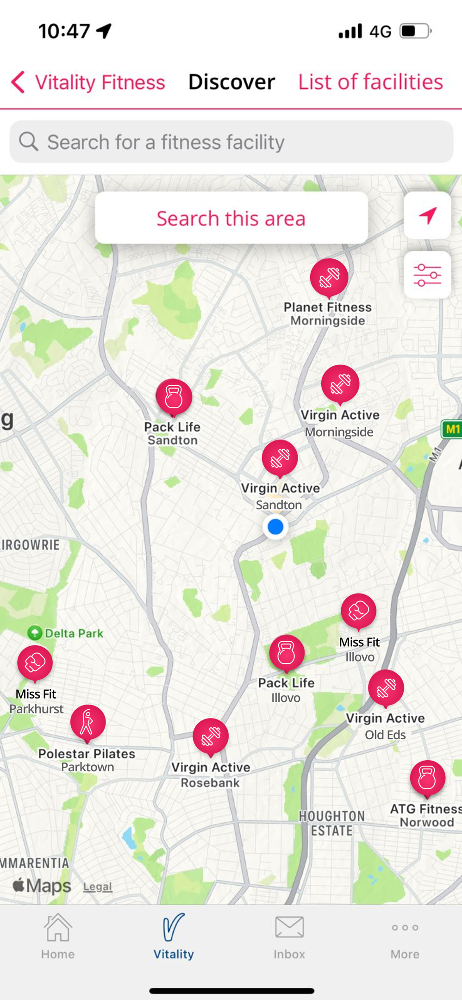 10:47
4G
Vitality Fitness
Discover
List of facilities
Search for a fitness facility
Search this area
Planet Fitness
Morningside
Virgin Active
Morningside
g
Pack Life
Sandton
M1
M1
Virgin Active
Sandton
IRGOWRIE
Delta Park
Miss Fit
Illovo
Miss Fit
Parkhurst
Pack Life
Illovo
Virgin Active
Old Eds
Polestar Pilates
Parktown
Virgin Active
Rosebank
ATG Fitness
Norwood
HOUGHTON
ESTATE
MMARENTIA
Maps
Legal
Home
Vitality
Inbox
More